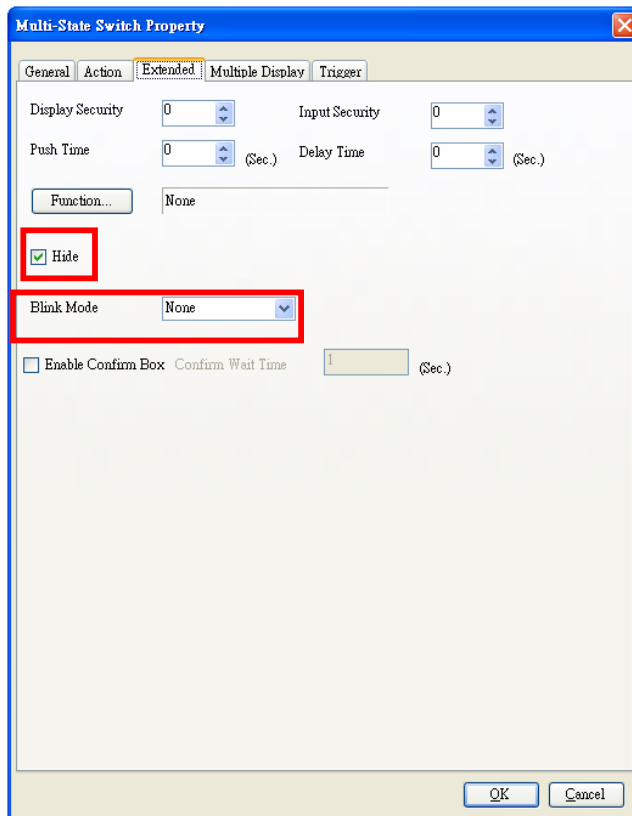 Multi-State Switch Property
General Action Extended Multiple Display Trigger
Display Security 0 Input Security 0
Push Time 0 (Sec.) Delay Time 0 (Sec.)
Function... None
Hide
Blink Mode None
Enable Confirm Box Confirm Wait Time 1 (Sec.)
OK Cancel